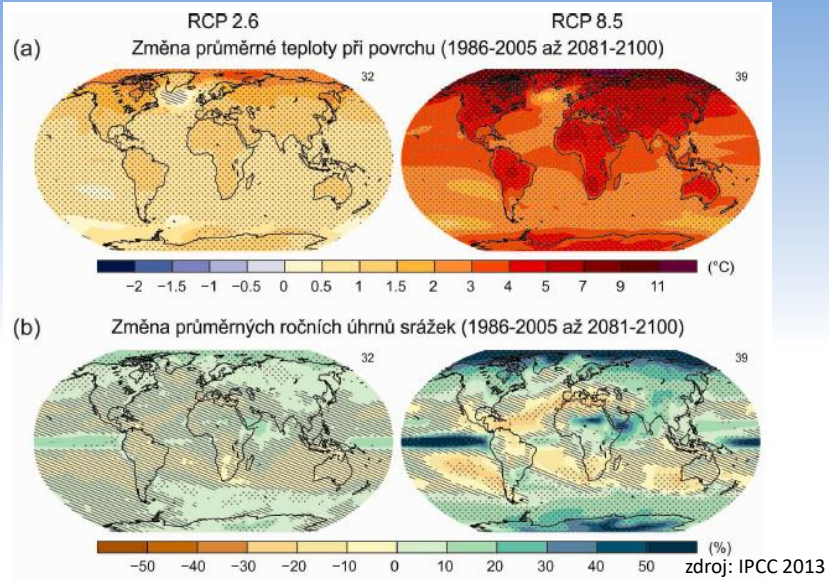 RCP 2.6 RCP 8.5
(a) Změna průměrné teploty při povrchu (1986-2005 až 2081-2100)
32 39
(°C)
−2 −1.5 −1 −0.5 0 0.5 1 1.5 2 3 4 5 7 9 11
(b) Změna průměrných ročních úhrnů srážek (1986-2005 až 2081-2100)
32 39
(%)
−50 −40 −30 −20 −10 0 10 20 30 40 50
zdroj: IPCC 2013